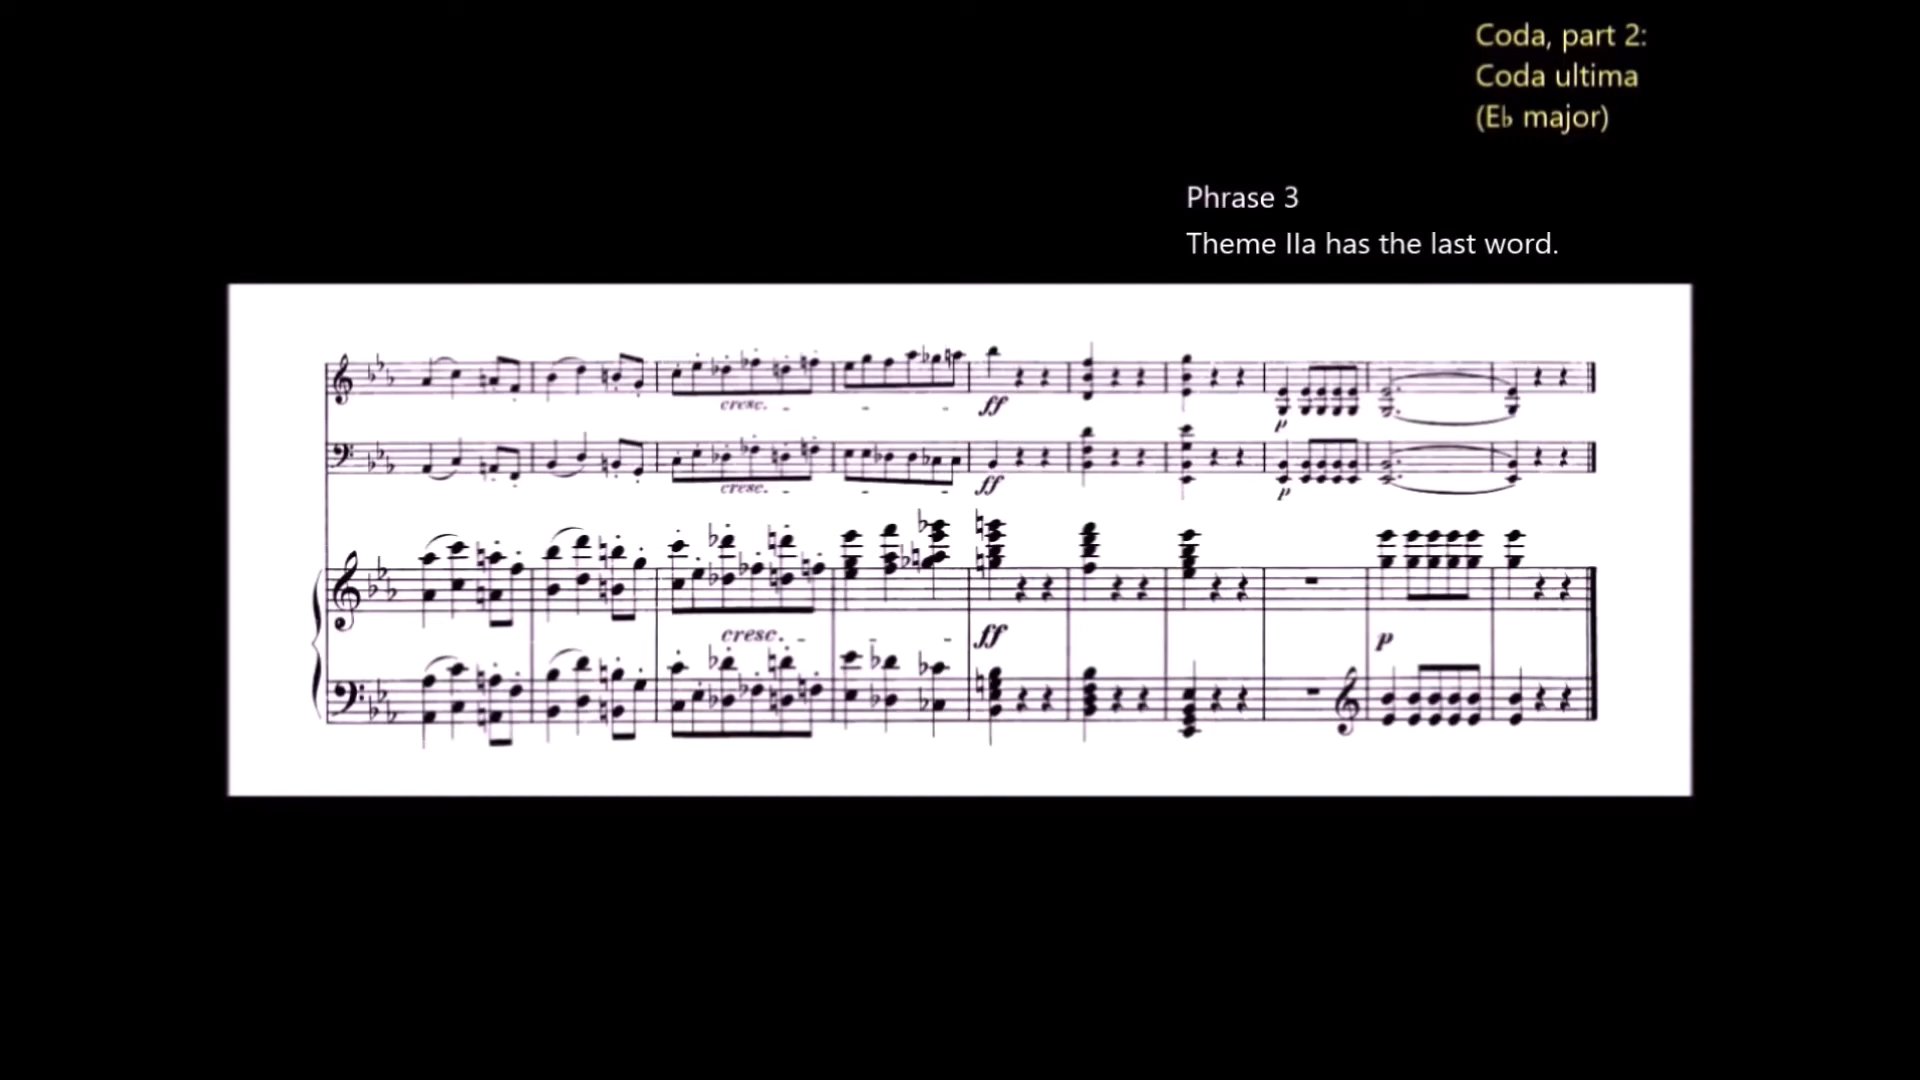 Coda, part 2:
Coda ultima
(E♭ major)
Phrase 3
Theme IIa has the last word.
cresc.
ff
p
cresc.
ff
p
cresc.
ff
p